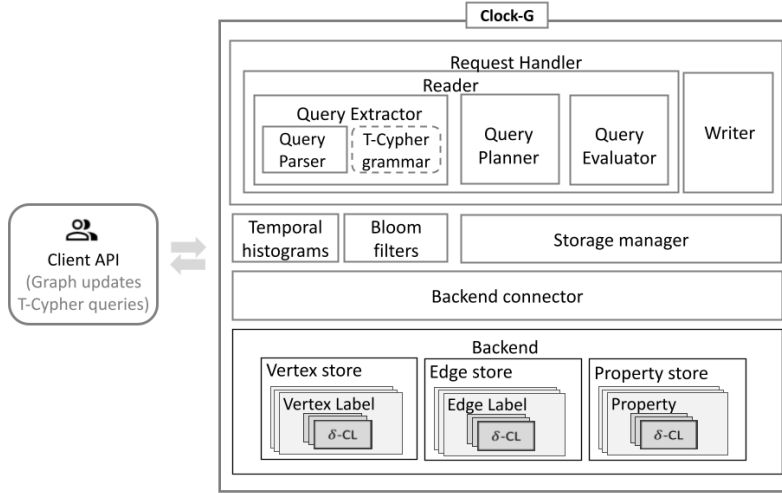 Clock-G
Request Handler
Reader
Query Extractor
Query
Parser
T-Cypher
grammar
Query
Planner
Query
Evaluator
Writer
Temporal
histograms
Bloom
filters
Storage manager
Client API
(Graph updates
T-Cypher queries)
Backend connector
Backend
Vertex store
Vertex Label
δ-CL
Edge store
Edge Label
δ-CL
Property store
Property
δ-CL